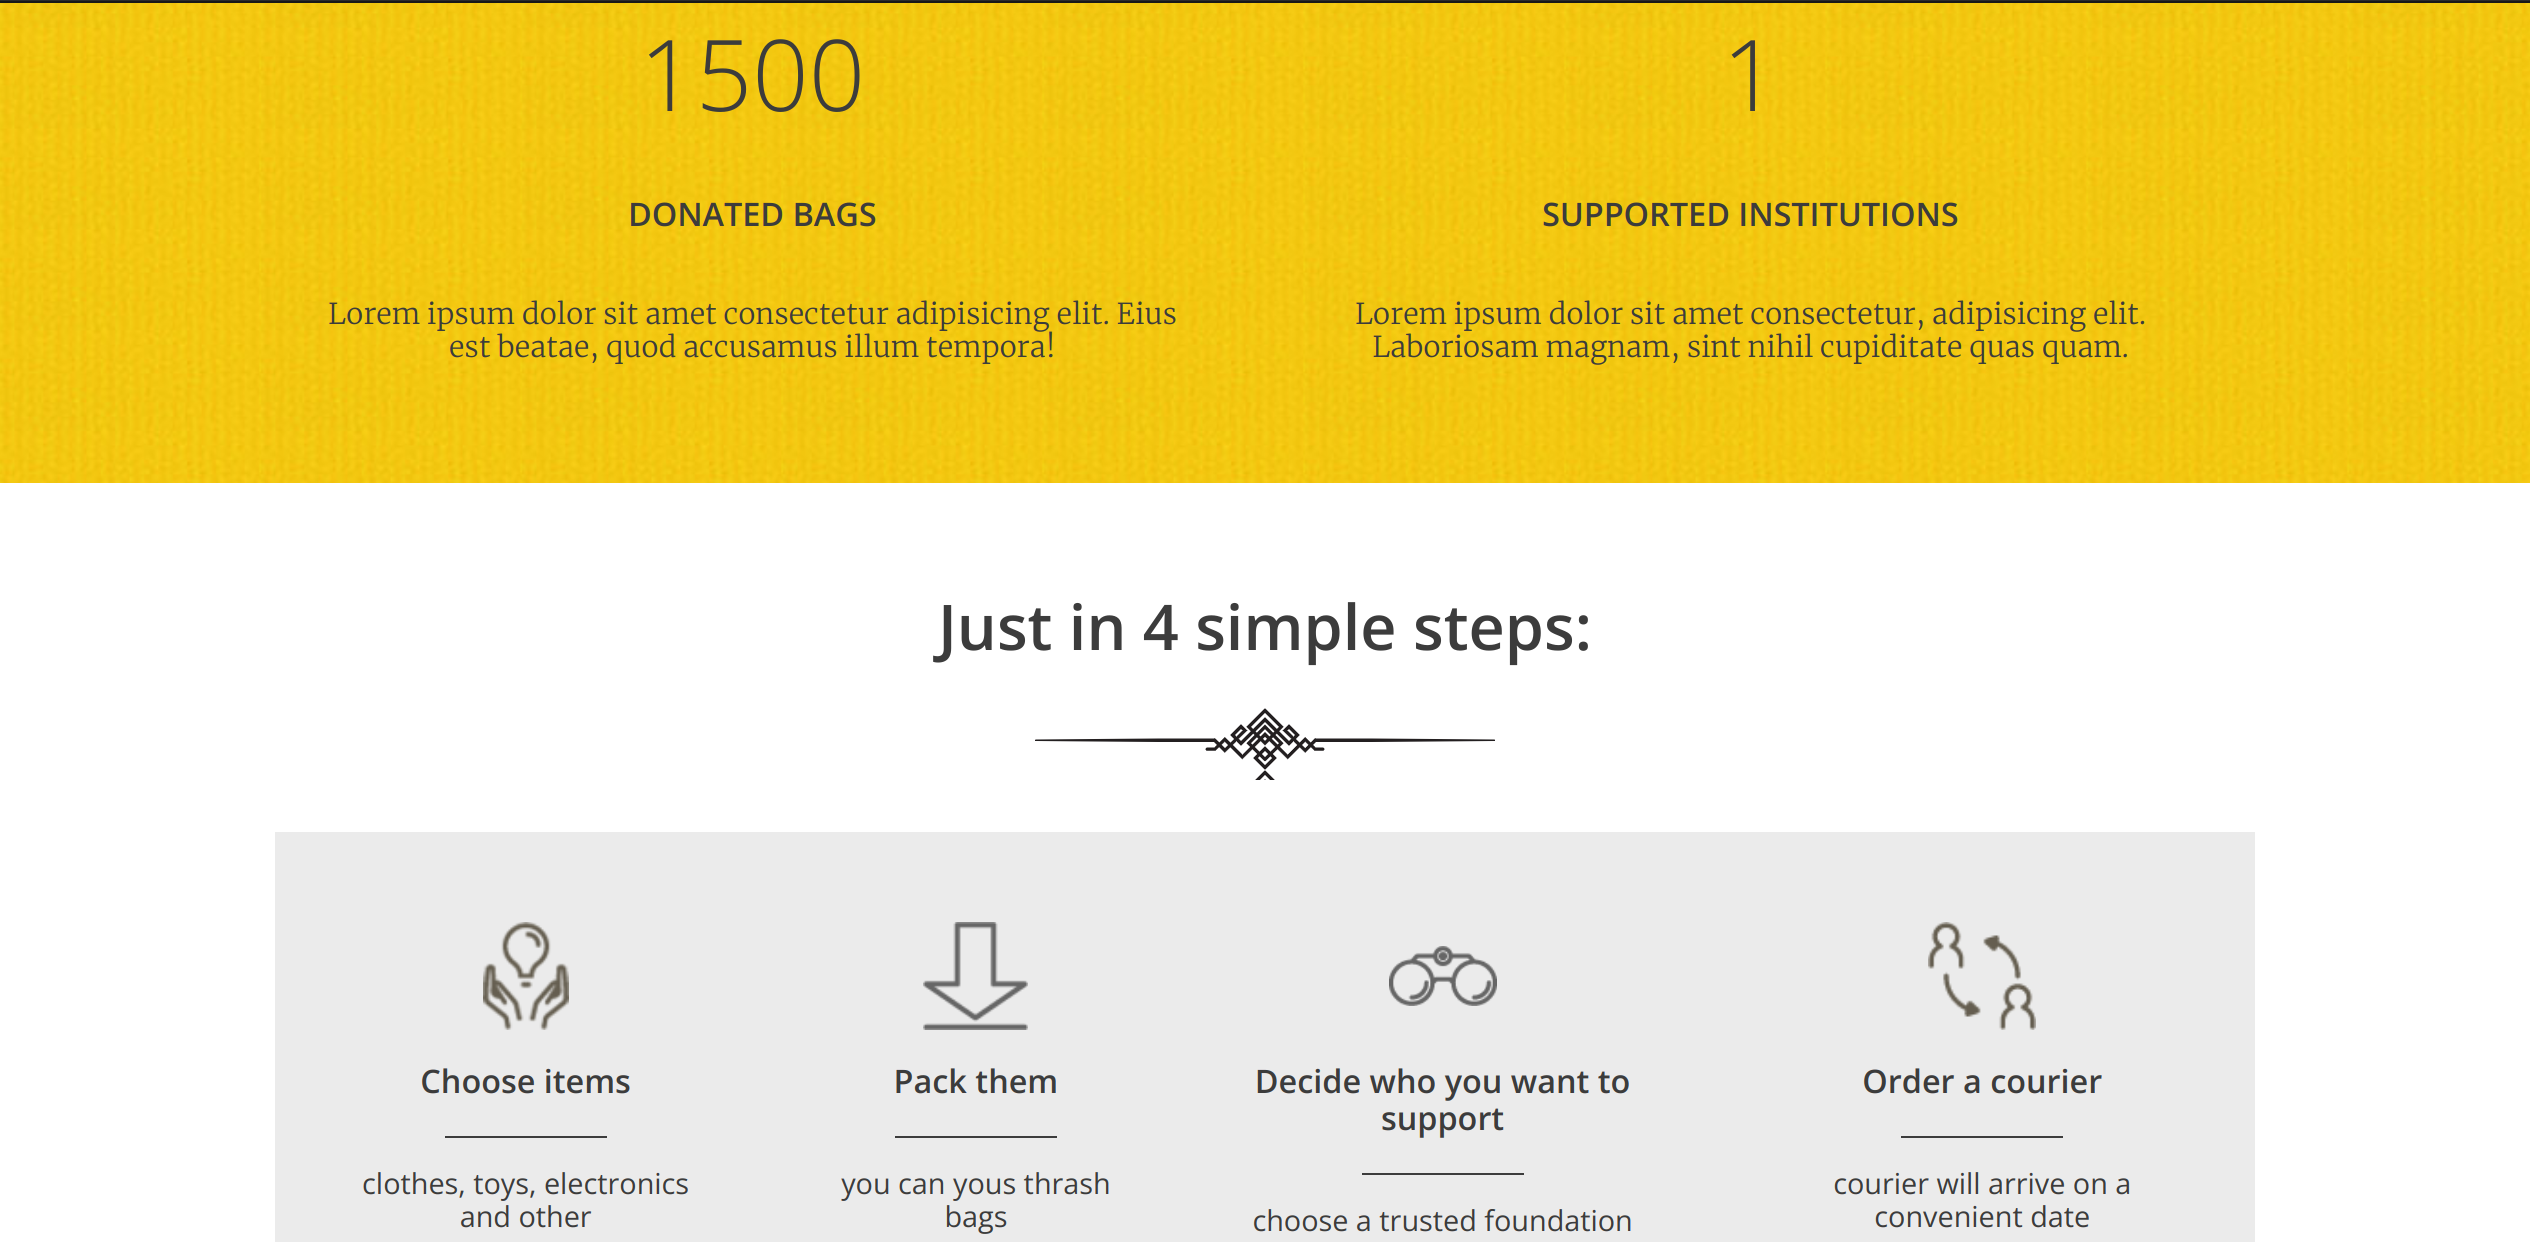 1500
DONATED BAGS
Lorem ipsum dolor sit amet consectetur adipisicing elit. Eius
est beatae, quod accusamus illum tempora!
1
SUPPORTED INSTITUTIONS
Lorem ipsum dolor sit amet consectetur, adipisicing elit.
Laboriosam magnam, sint nihil cupiditate quas quam.
Just in 4 simple steps:
Choose items
clothes, toys, electronics
and other
Pack them
you can yous thrash
bags
Decide who you want to
support
choose a trusted foundation
Order a courier
courier will arrive on a
convenient date